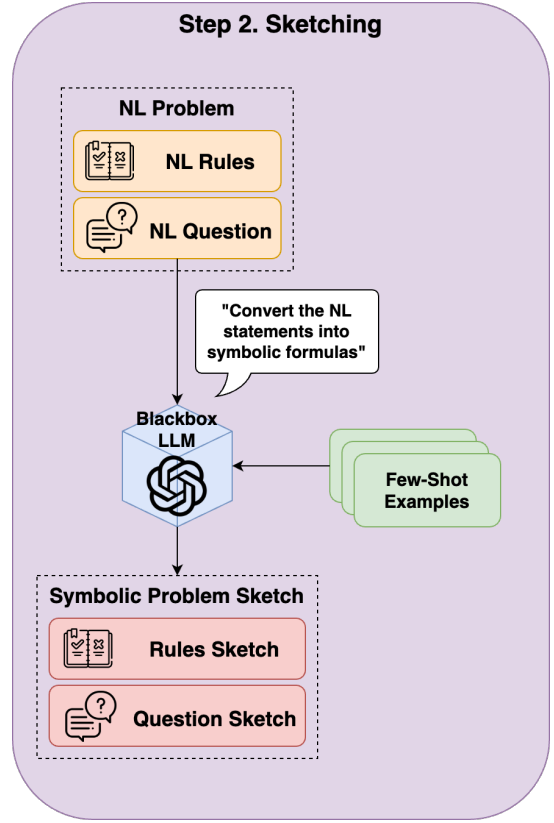 Step 2. Sketching
NL Problem
NL Rules
NL Question
"Convert the NL
statements into
symbolic formulas"
Blackbox
LLM
Few-Shot
Examples
Symbolic Problem Sketch
Rules Sketch
Question Sketch